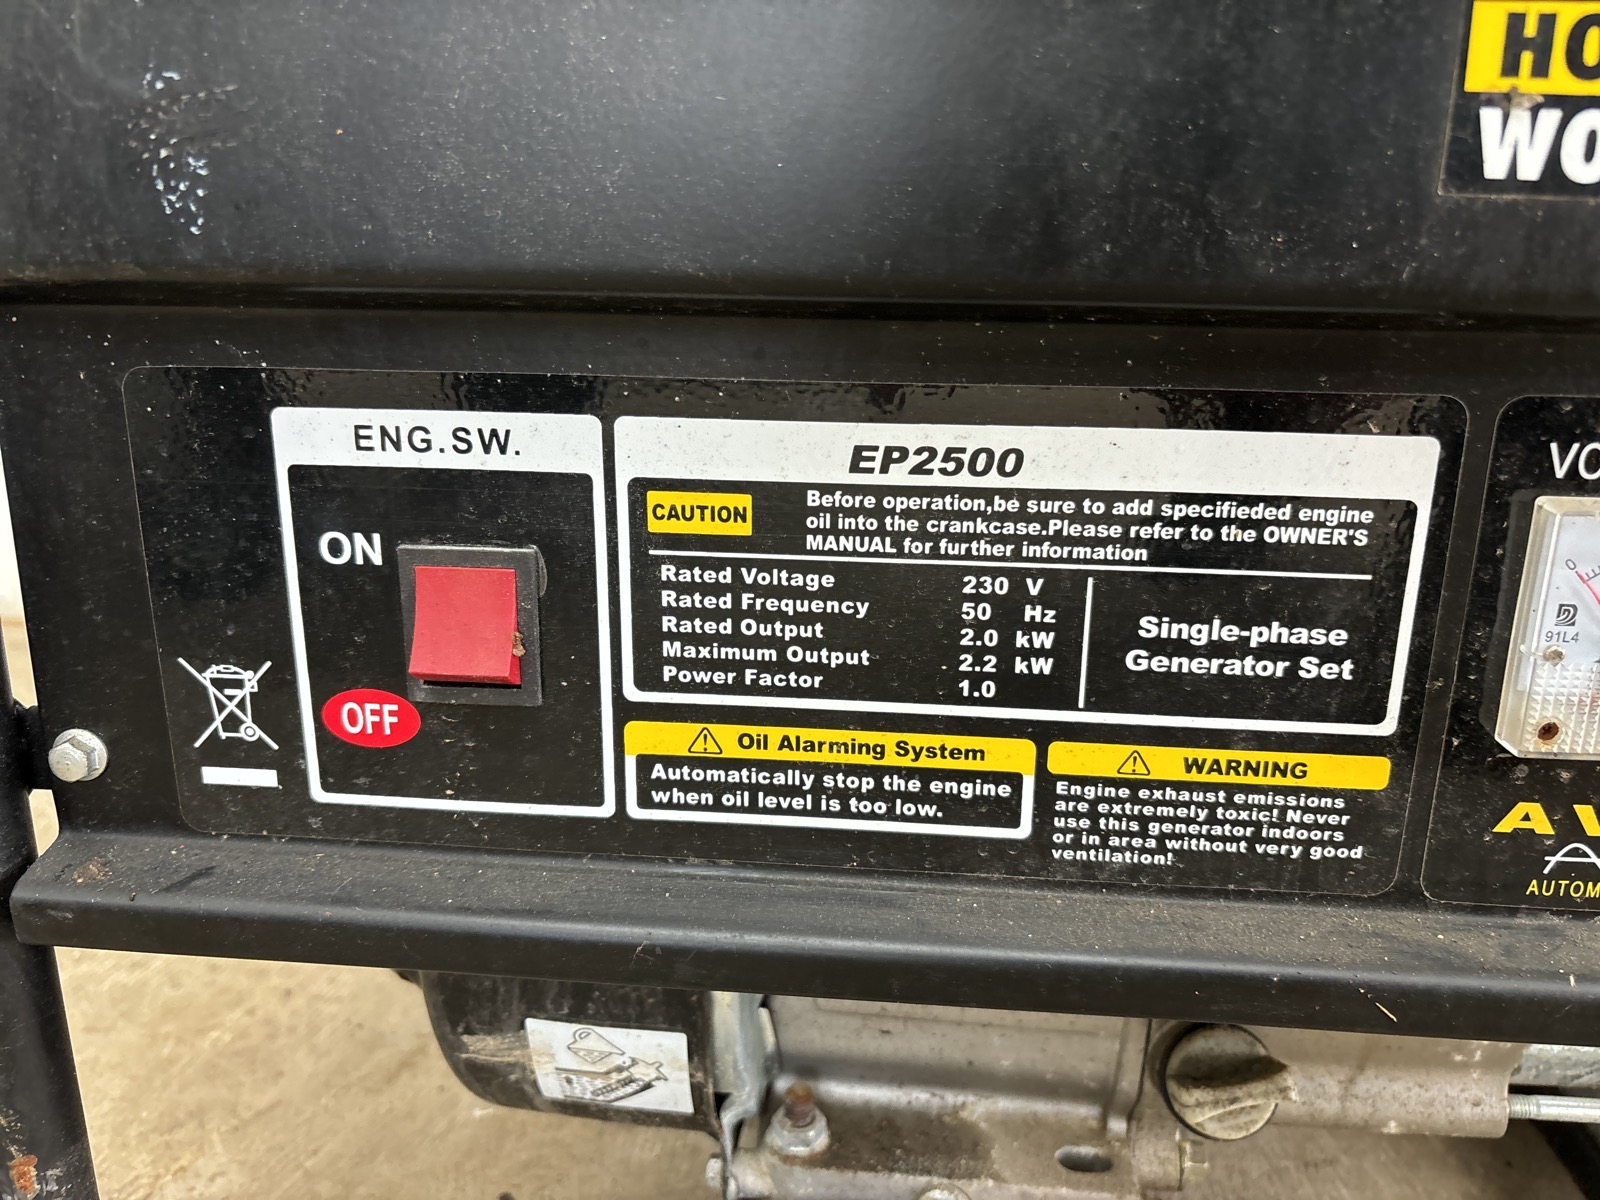 HO
WO
ENG.SW.
ON
OFF
EP2500
CAUTION
Before operation,be sure to add specifieded engine
oil into the crankcase.Please refer to the OWNER'S
MANUAL for further information
Rated Voltage 230 V
Rated Frequency 50 Hz
Rated Output 2.0 kW
Maximum Output 2.2 kW
Power Factor 1.0
Single-phase
Generator Set
Oil Alarming System
Automatically stop the engine
when oil level is too low.
WARNING
Engine exhaust emissions
are extremely toxic! Never
use this generator indoors
or in area without very good
ventilation!
VO
0
91L4
AV
AUTOM